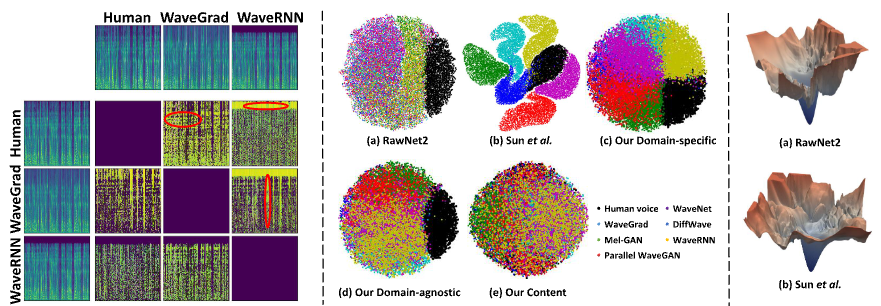 Human WaveGrad WaveRNN
Human
WaveGrad
WaveRNN
(a) RawNet2
(b) Sun et al.
(c) Our Domain-specific
(d) Our Domain-agnostic
(e) Our Content
Human voice
WaveNet
WaveGrad
DiffWave
Mel-GAN
WaveRNN
Parallel WaveGAN
(a) RawNet2
(b) Sun et al.